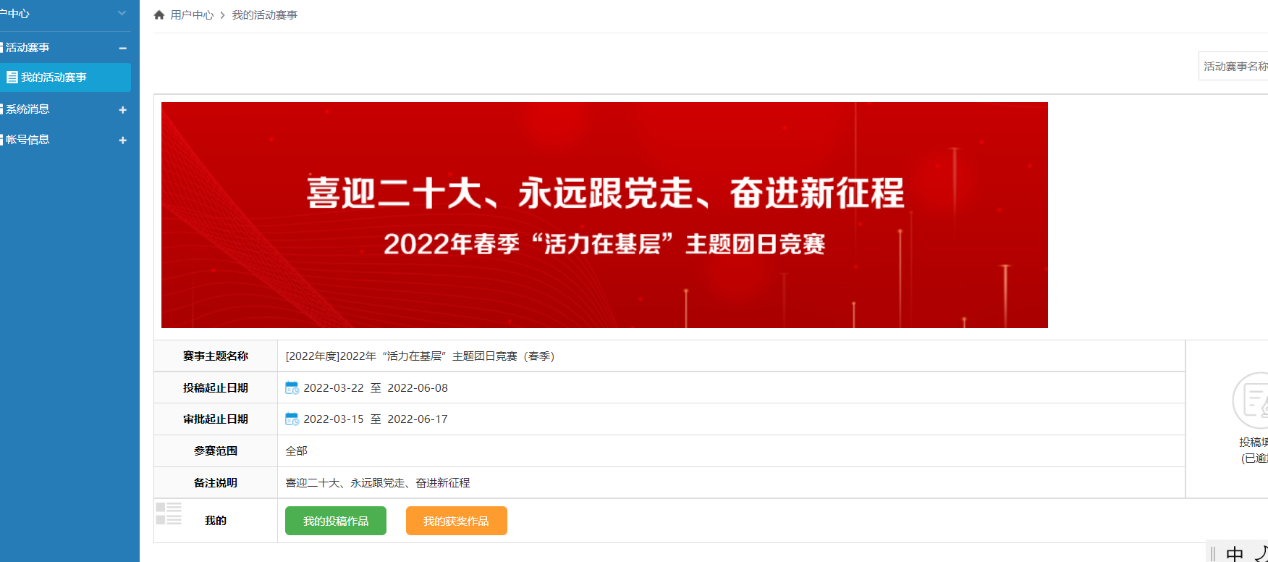 户中心
用户中心 > 我的活动赛事
活动赛事
我的活动赛事
系统消息
帐号信息
活动赛事名称
喜迎二十大、永远跟党走、奋进新征程
2022年春季“活力在基层”主题团日竞赛
赛事主题名称 [2022年度]2022年“活力在基层”主题团日竞赛（春季）
投稿起止日期 2022-03-22 至 2022-06-08
审批起止日期 2022-03-15 至 2022-06-17
参赛范围 全部
备注说明 喜迎二十大、永远跟党走、奋进新征程
投稿
(已逾
我的 我的投稿作品 我的获奖作品
中